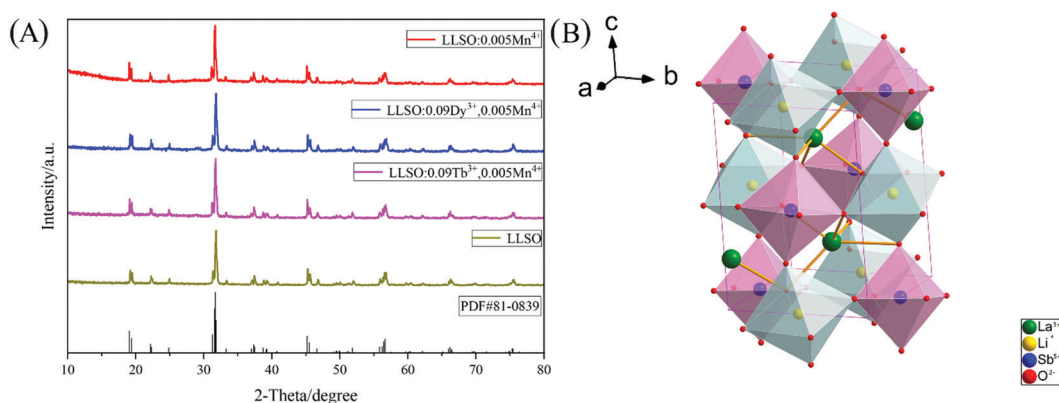 (A)
LLSO:0.005Mn⁴⁺
LLSO:0.09Dy³⁺,0.005Mn⁴⁺
LLSO:0.09Tb³⁺,0.005Mn⁴⁺
LLSO
PDF#81-0839
Intensity/a.u.
10 20 30 40 50 60 70 80
2-Theta/degree
(B)
c
b
a
La³⁺
Li⁺
Sb⁵⁺
O²⁻